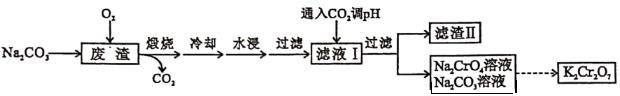 O₂
通入CO₂调pH
Na₂CO₃
废渣
煅烧
冷却
水浸
过滤
滤液Ⅰ
过滤
滤渣Ⅱ
CO₂
Na₂CrO₄溶液
Na₂CO₃溶液
K₂Cr₂O₇